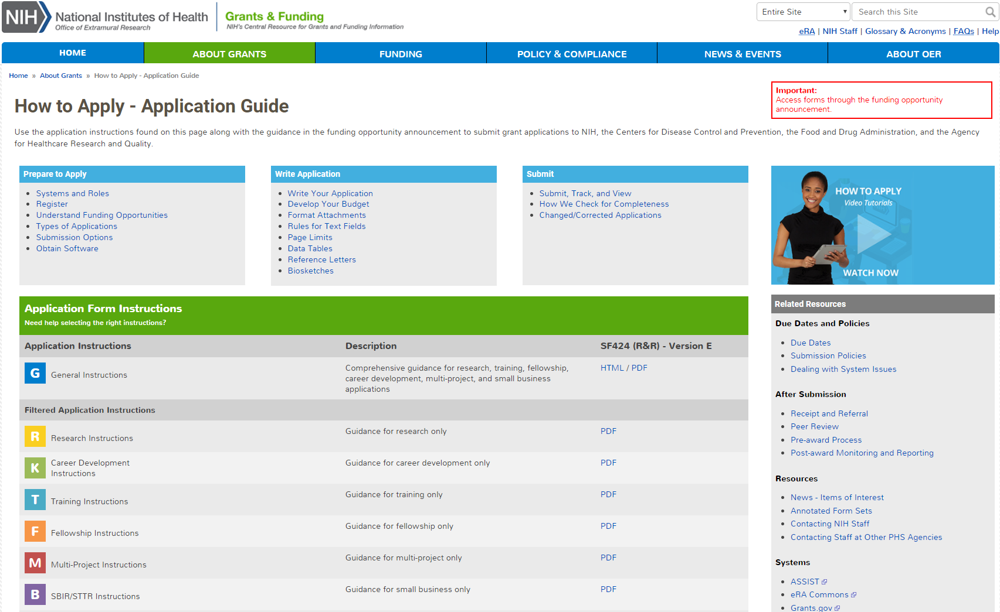 NIH National Institutes of Health
Office of Extramural Research
Grants & Funding
NIH's Central Resource for Grants and Funding Information
Entire Site
Search this Site
eRA | NIH Staff | Glossary & Acronyms | FAQs | Help
HOME
ABOUT GRANTS
FUNDING
POLICY & COMPLIANCE
NEWS & EVENTS
ABOUT OER
Home » About Grants » How to Apply - Application Guide
Important:
Access forms through the funding opportunity
announcement.
How to Apply - Application Guide
Use the application instructions found on this page along with the guidance in the funding opportunity announcement to submit grant applications to NIH, the Centers for Disease Control and Prevention, the Food and Drug Administration, and the Agency
for Healthcare Research and Quality.
Prepare to Apply
Systems and Roles
Register
Understand Funding Opportunities
Types of Applications
Submission Options
Obtain Software
Write Application
Write Your Application
Develop Your Budget
Format Attachments
Rules for Text Fields
Page Limits
Data Tables
Reference Letters
Biosketches
Submit
Submit, Track, and View
How We Check for Completeness
Changed/Corrected Applications
HOW TO APPLY
Video Tutorials
WATCH NOW
Application Form Instructions
Need help selecting the right instructions?
Application Instructions
Description
SF424 (R&R) - Version E
G General Instructions
Comprehensive guidance for research, training, fellowship,
career development, multi-project, and small business
applications
HTML / PDF
Filtered Application Instructions
R Research Instructions
Guidance for research only
PDF
K Career Development
Instructions
Guidance for career development only
PDF
T Training Instructions
Guidance for training only
PDF
F Fellowship Instructions
Guidance for fellowship only
PDF
M Multi-Project Instructions
Guidance for multi-project only
PDF
B SBIR/STTR Instructions
Guidance for small business only
PDF
Related Resources
Due Dates and Policies
Due Dates
Submission Policies
Dealing with System Issues
After Submission
Receipt and Referral
Peer Review
Pre-award Process
Post-award Monitoring and Reporting
Resources
News - Items of Interest
Annotated Form Sets
Contacting NIH Staff
Contacting Staff at Other PHS Agencies
Systems
ASSIST
eRA Commons
Grants.gov